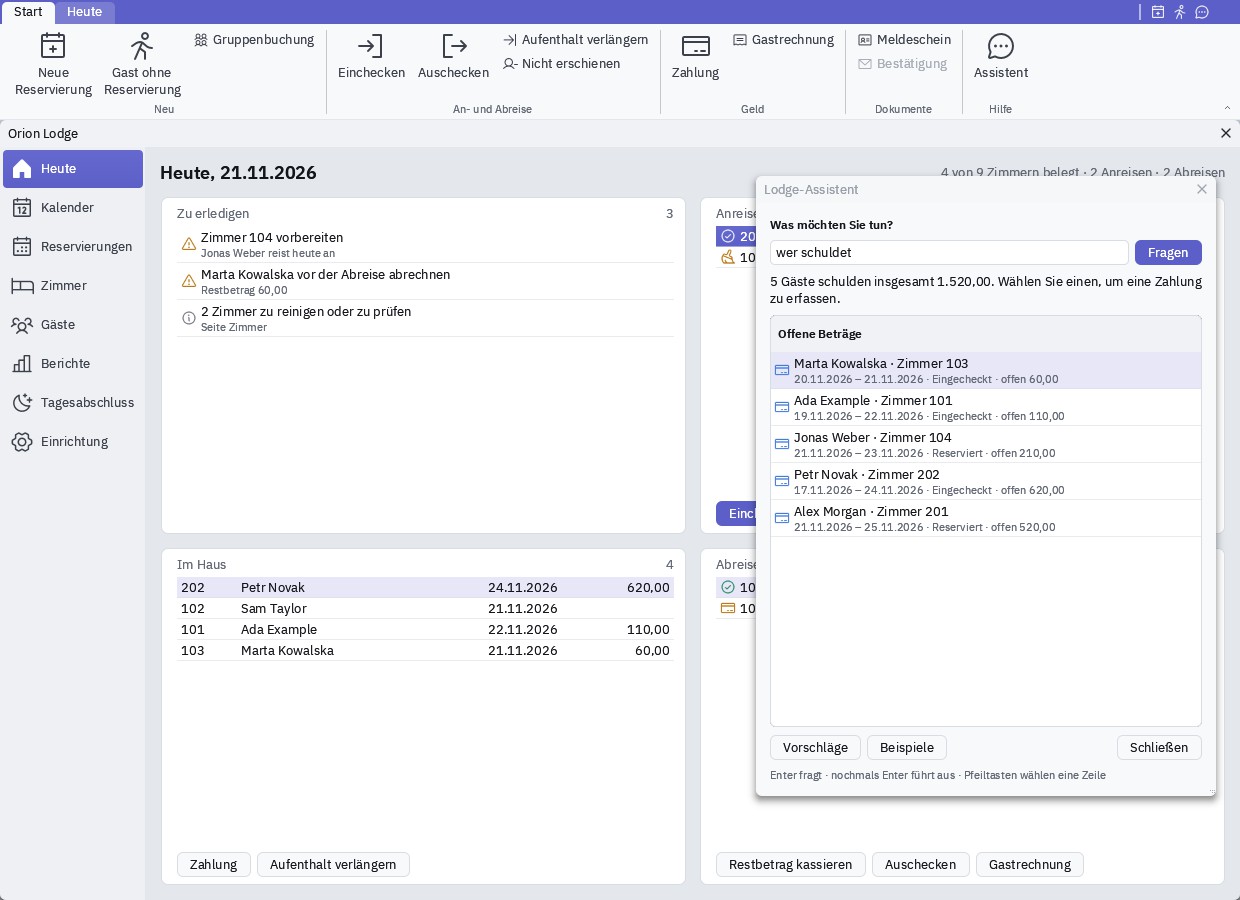 Start
Heute
Neue Reservierung
Gast ohne Reservierung
Gruppenbuchung
Neu
Einchecken
Auschecken
Aufenthalt verlängern
Nicht erschienen
An- und Abreise
Zahlung
Gastrechnung
Geld
Meldeschein
Bestätigung
Dokumente
Assistent
Hilfe
Orion Lodge
Heute
Kalender
Reservierungen
Zimmer
Gäste
Berichte
Tagesabschluss
Einrichtung
Heute, 21.11.2026
4 von 9 Zimmern belegt · 2 Anreisen · 2 Abreisen
Zu erledigen 3
Zimmer 104 vorbereiten
Jonas Weber reist heute an
Marta Kowalska vor der Abreise abrechnen
Restbetrag 60,00
2 Zimmer zu reinigen oder zu prüfen
Seite Zimmer
Im Haus 4
202 Petr Novak 24.11.2026 620,00
102 Sam Taylor 21.11.2026
101 Ada Example 22.11.2026 110,00
103 Marta Kowalska 21.11.2026 60,00
Zahlung
Aufenthalt verlängern
Anreise
20
10
Abreise
10
10
Restbetrag kassieren
Auschecken
Gastrechnung
Lodge-Assistent
Was möchten Sie tun?
wer schuldet
Fragen
5 Gäste schulden insgesamt 1.520,00. Wählen Sie einen, um eine Zahlung
zu erfassen.
Offene Beträge
Marta Kowalska · Zimmer 103
20.11.2026 – 21.11.2026 · Eingecheckt · offen 60,00
Ada Example · Zimmer 101
19.11.2026 – 22.11.2026 · Eingecheckt · offen 110,00
Jonas Weber · Zimmer 104
21.11.2026 – 23.11.2026 · Reserviert · offen 210,00
Petr Novak · Zimmer 202
17.11.2026 – 24.11.2026 · Eingecheckt · offen 620,00
Alex Morgan · Zimmer 201
21.11.2026 – 25.11.2026 · Reserviert · offen 520,00
Vorschläge
Beispiele
Schließen
Enter fragt · nochmals Enter führt aus · Pfeiltasten wählen eine Zeile